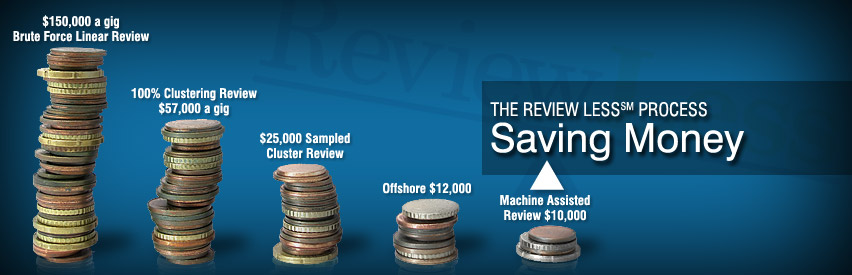 $150,000 a gig
Brute Force Linear Review
100% Clustering Review
$57,000 a gig
$25,000 Sampled
Cluster Review
Offshore $12,000
Machine Assisted
Review $10,000
THE REVIEW LESS℠ PROCESS
Saving Money
Review